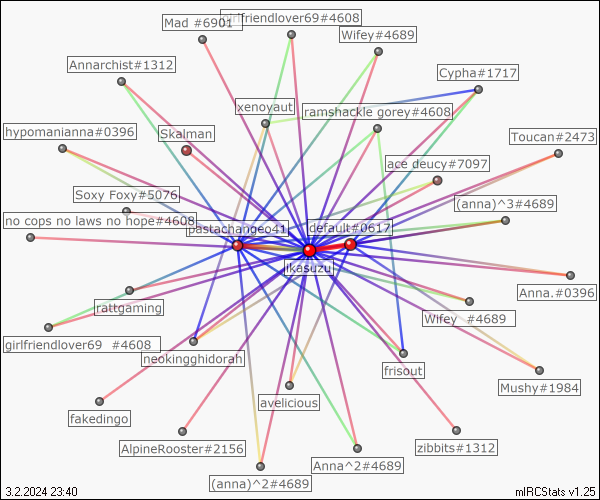 Mad #6901
girlfriendlover69#4608
Wifey#4689
Annarchist#1312
Cypha#1717
xenoyaut
ramshackle gorey#4608
hypomanianna#0396
Skalman
Toucan#2473
ace deucy#7097
Soxy Foxy#5076
(anna)^3#4689
no cops no laws no hope#4608
pastachangeo41
default#0617
ikasuzu
rattgaming
Anna.#0396
Wifey_#4689
girlfriendlover69_#4608
neokingghidorah
frisout
Mushy#1984
avelicious
fakedingo
AlpineRooster#2156
zibbits#1312
Anna^2#4689
(anna)^2#4689
3.2.2024 23:40
mIRCStats v1.25